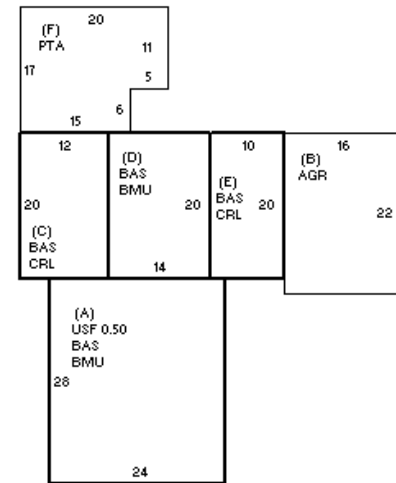 20
(F)
PTA
11
17
5
6
15
12
(D)
BAS
BMU
10
16
(B)
AGR
(E)
BAS
CRL
20
20
20
22
(C)
BAS
CRL
14
(A)
USF 0.50
BAS
BMU
28
24